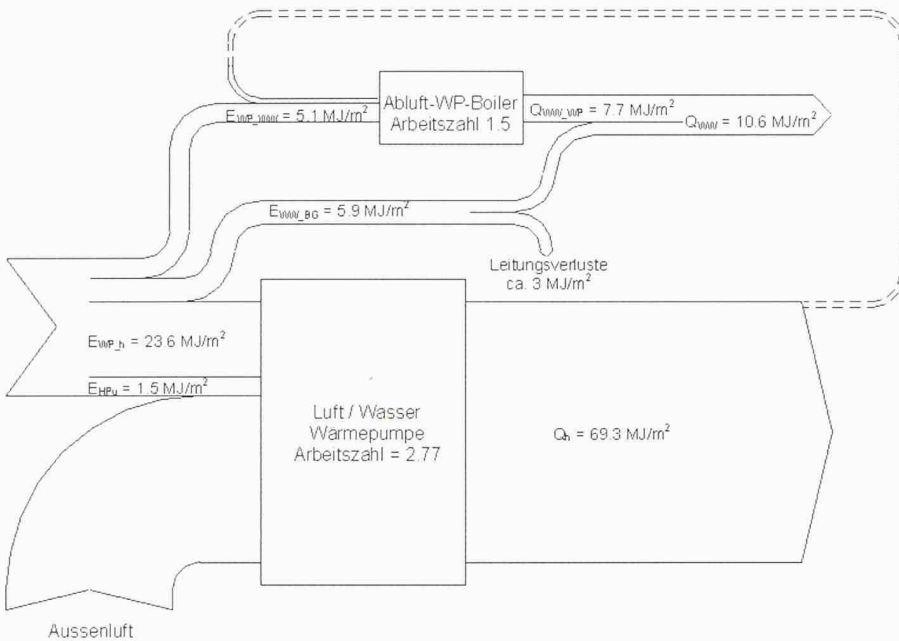 Abluft-WP-Boiler
Arbeitszahl 1.5
E_WP_WW = 5.1 MJ/m²
Q_WW_WP = 7.7 MJ/m²
Q_WW = 10.6 MJ/m²
E_WW_BG = 5.9 MJ/m²
Leitungsverluste
ca. 3 MJ/m²
E_WP_h = 23.6 MJ/m²
E_HPu = 1.5 MJ/m²
Luft / Wasser
Wärmepumpe
Arbeitszahl = 2.77
Q_h = 69.3 MJ/m²
Aussenluft